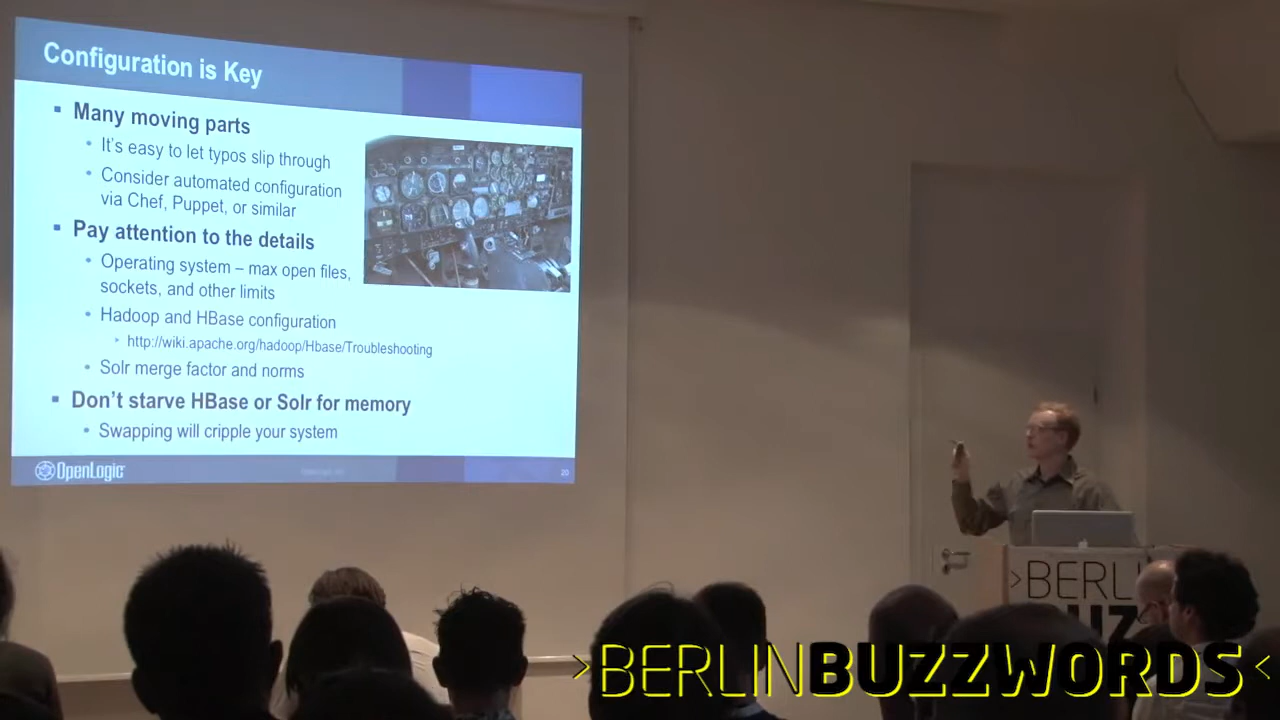 Configuration is Key
Many moving parts
It's easy to let typos slip through
Consider automated configuration
via Chef, Puppet, or similar
Pay attention to the details
Operating system – max open files,
sockets, and other limits
Hadoop and HBase configuration
http://wiki.apache.org/hadoop/Hbase/Troubleshooting
Solr merge factor and norms
Don't starve HBase or Solr for memory
Swapping will cripple your system
OpenLogic
20
>BERLIN
BUZ
>BERLINBUZZWORDS<